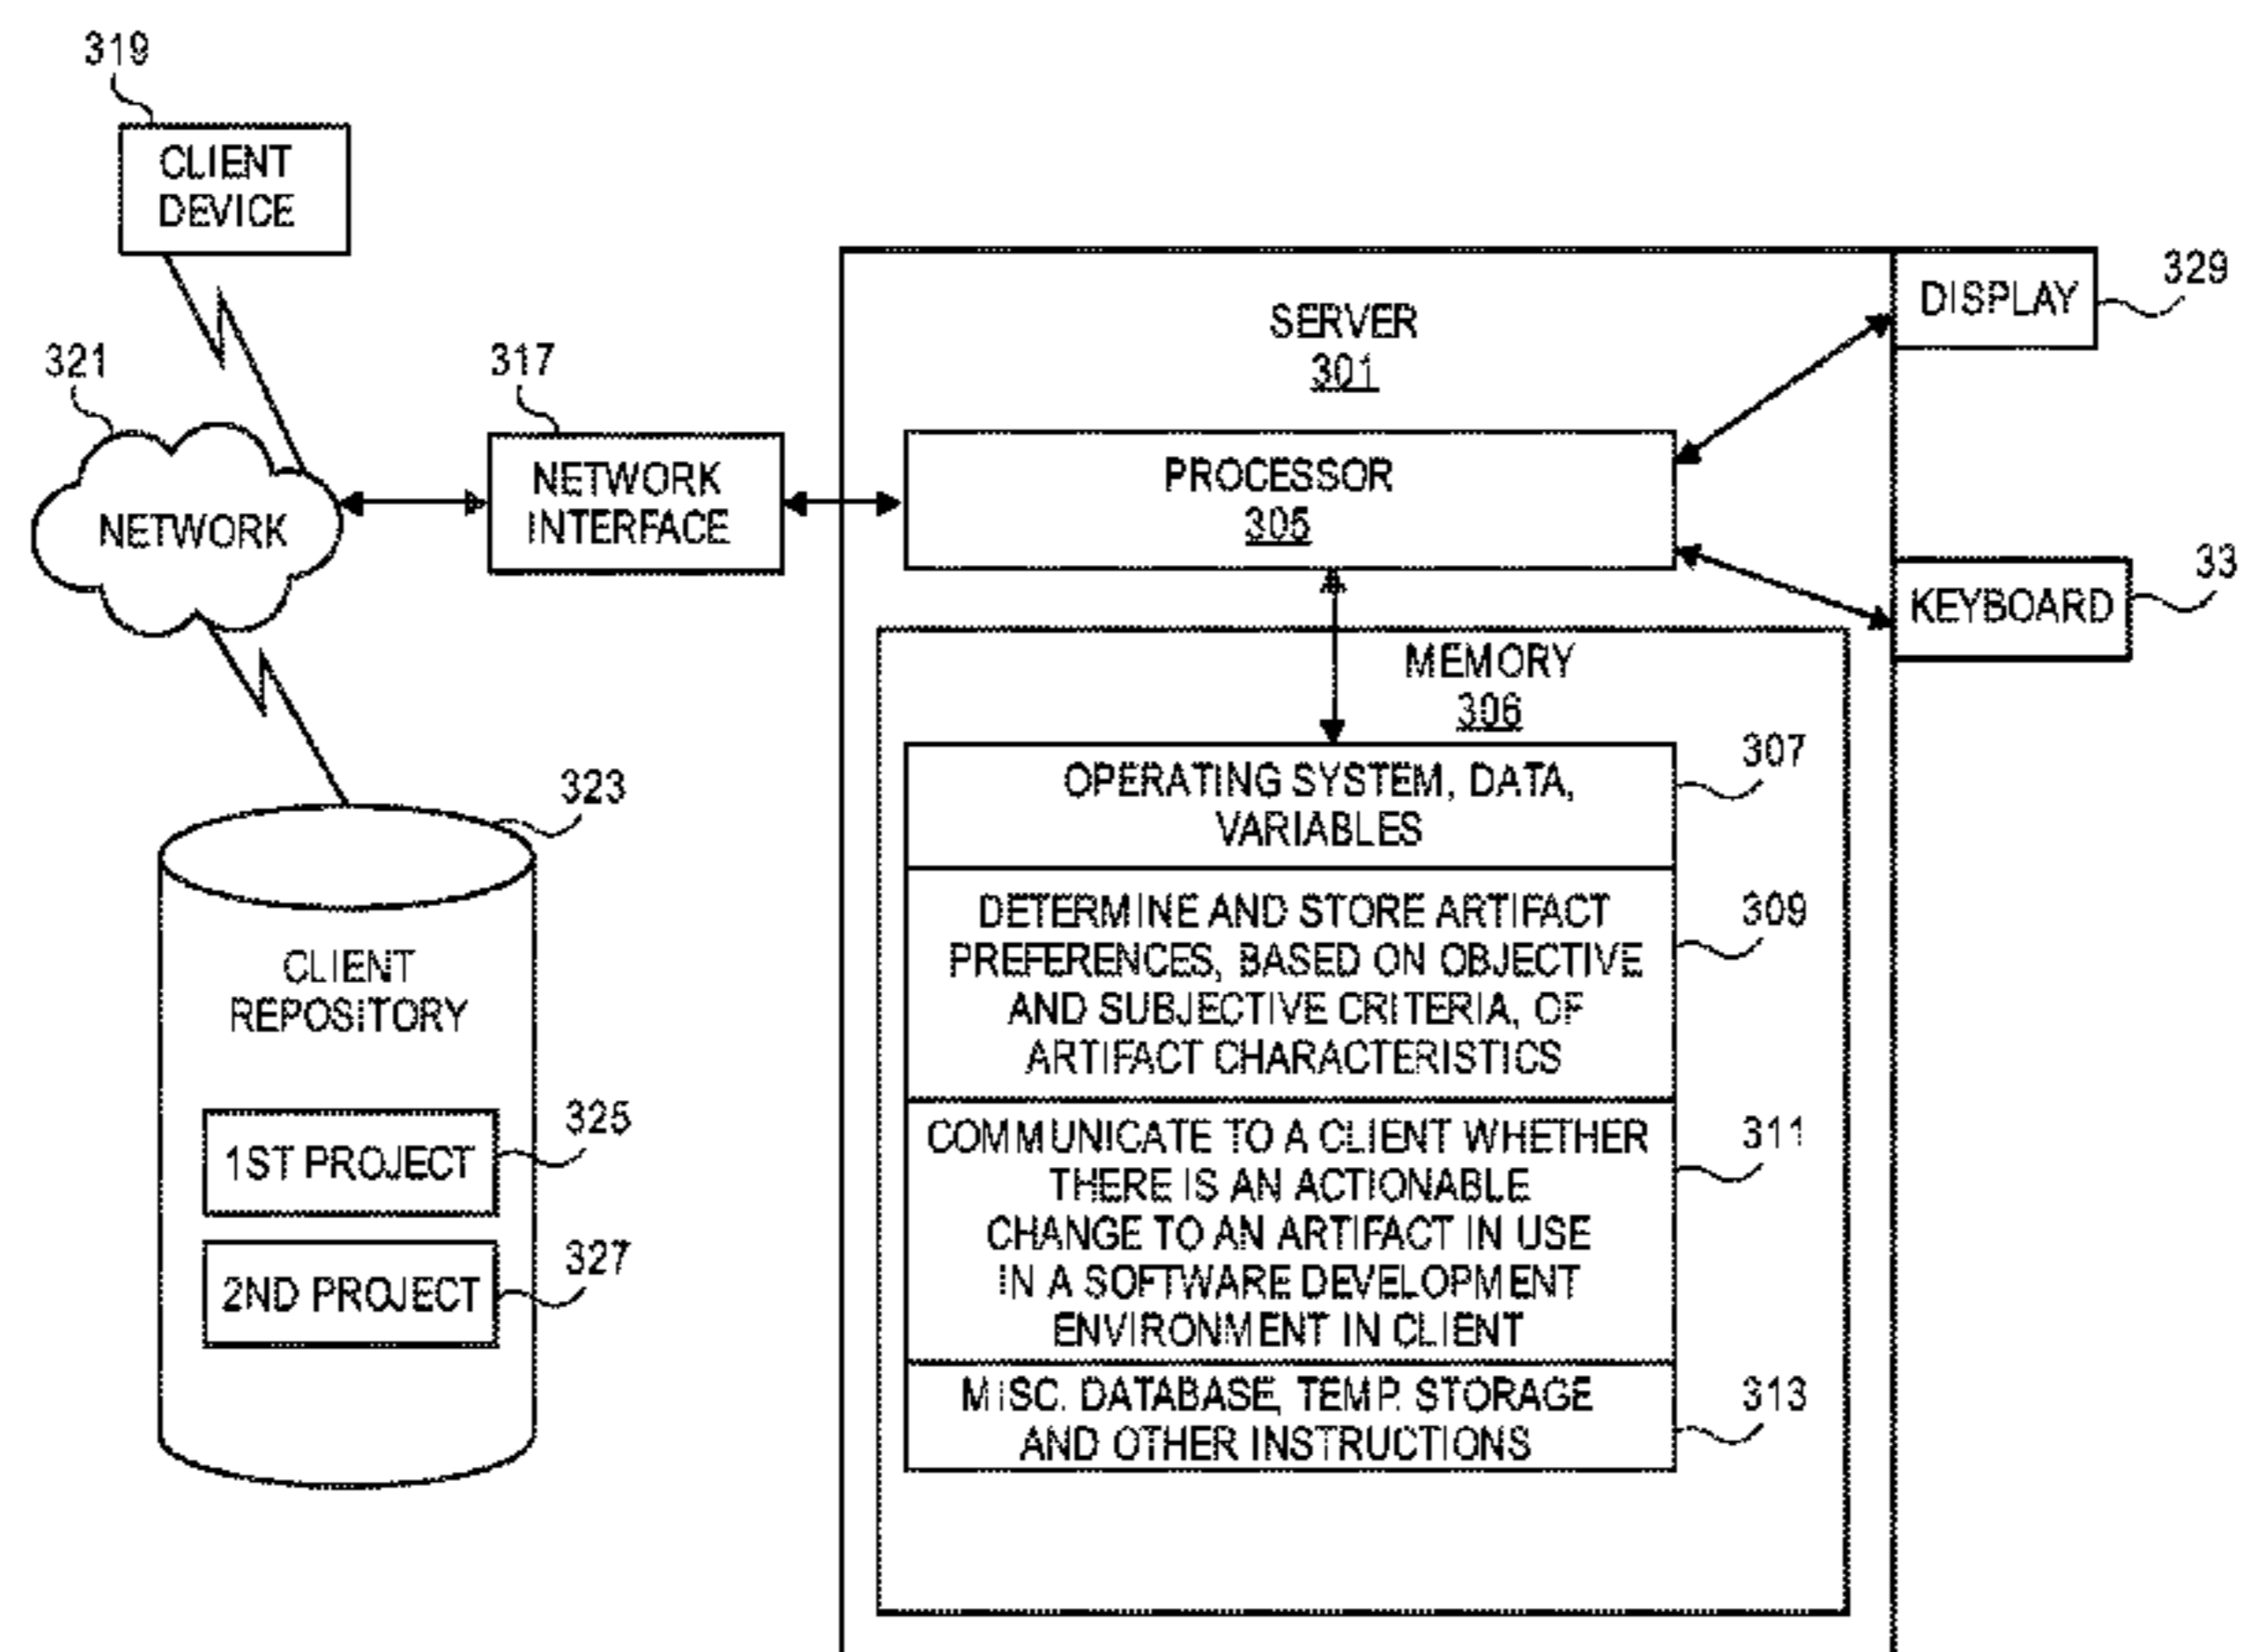 319
CLIENT
DEVICE
321
NETWORK
317
NETWORK
INTERFACE
SERVER
301
PROCESSOR
305
DISPLAY
329
KEYBOARD
33
MEMORY
306
OPERATING SYSTEM, DATA,
VARIABLES
307
DETERMINE AND STORE ARTIFACT
PREFERENCES, BASED ON OBJECTIVE
AND SUBJECTIVE CRITERIA, OF
ARTIFACT CHARACTERISTICS
309
COMMUNICATE TO A CLIENT WHETHER
THERE IS AN ACTIONABLE
CHANGE TO AN ARTIFACT IN USE
IN A SOFTWARE DEVELOPMENT
ENVIRONMENT IN CLIENT
311
MISC. DATABASE, TEMP. STORAGE
AND OTHER INSTRUCTIONS
313
323
CLIENT
REPOSITORY
1ST PROJECT
325
2ND PROJECT
327